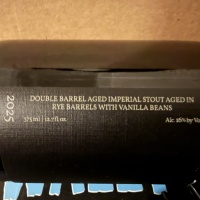 2025
DOUBLE BARREL AGED IMPERIAL STOUT AGED IN
RYE BARRELS WITH VANILLA BEANS
375 ml | 12.7 fl oz.
Alc. 16% by